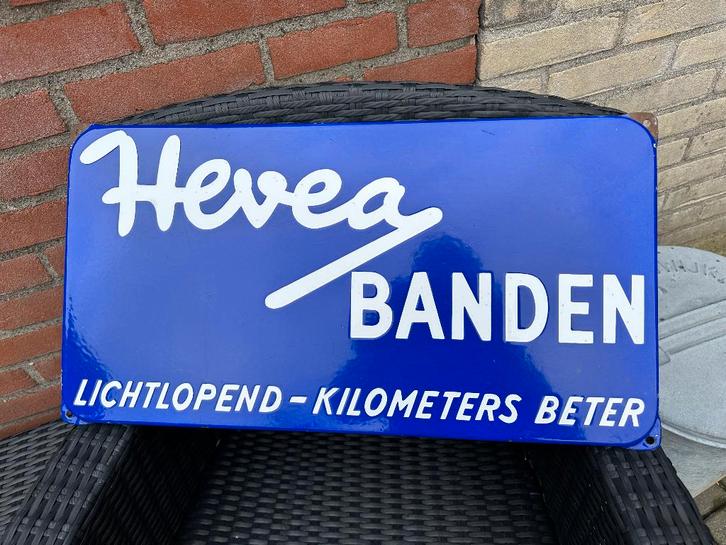 Hevea
BANDEN
LICHTLOPEND - KILOMETERS BETER